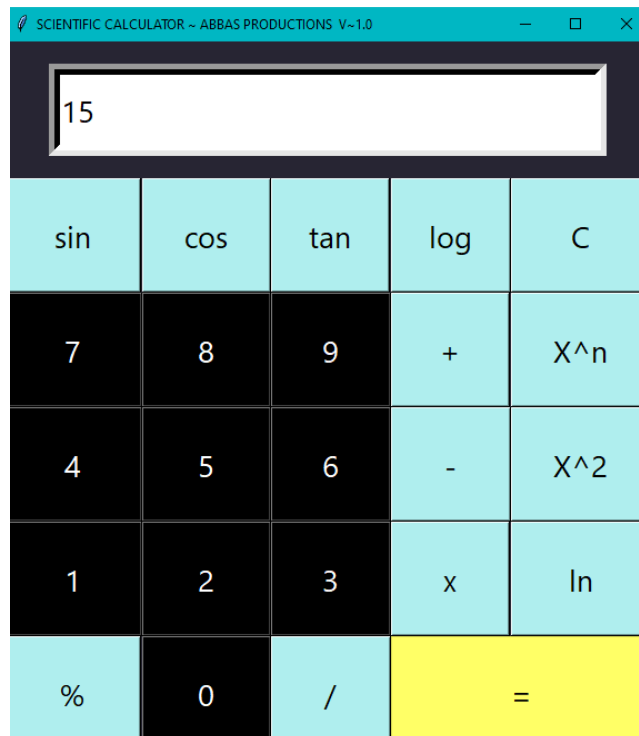 SCIENTIFIC CALCULATOR ~ ABBAS PRODUCTIONS V~1.0
15
sin cos tan log C
7 8 9 + X^n
4 5 6 - X^2
1 2 3 x ln
% 0 / =